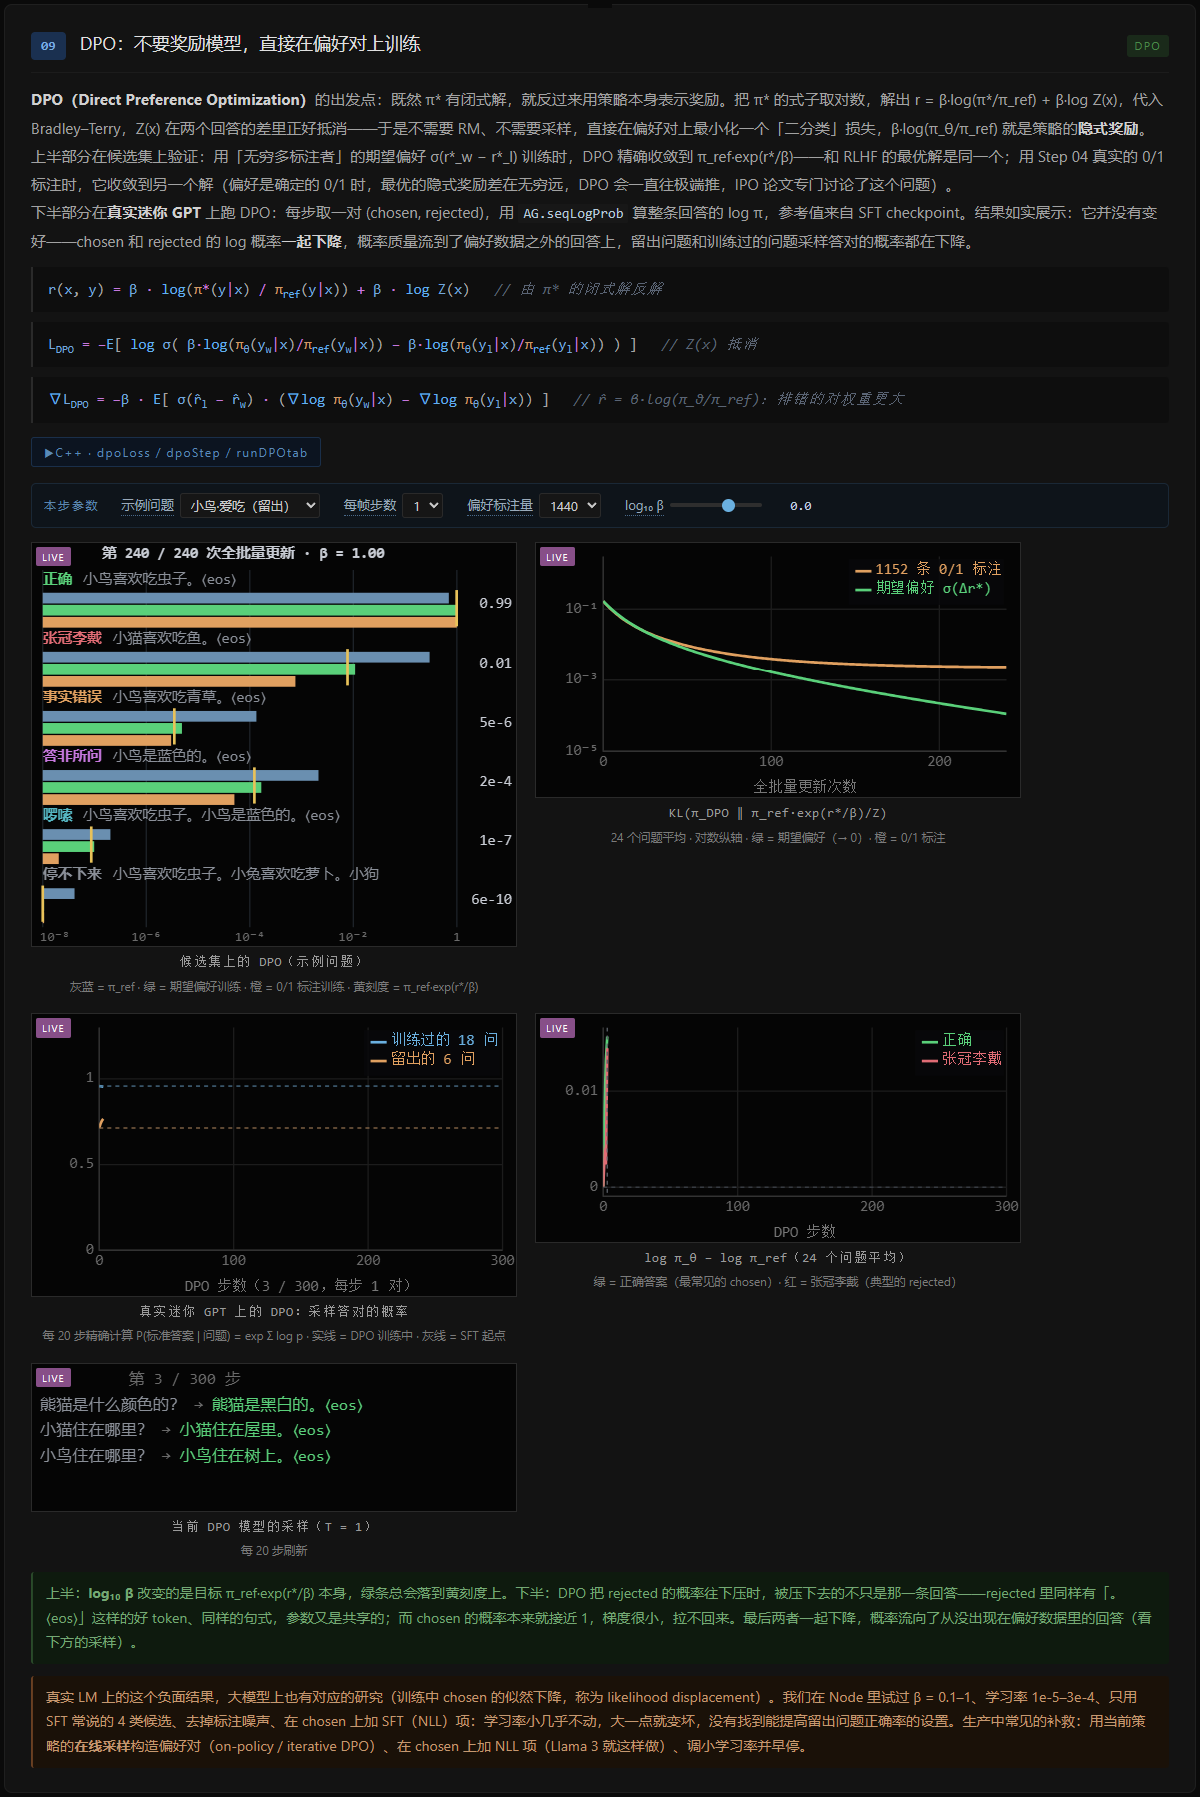 09 DPO：不要奖励模型，直接在偏好对上训练 DPO
DPO（Direct Preference Optimization）的出发点：既然 π* 有闭式解，就反过来用策略本身表示奖励。把 π* 的式子取对数，解出 r = β·log(π*/π_ref) + β·log Z(x)，代入
Bradley–Terry，Z(x) 在两个回答的差里正好抵消——于是不需要 RM、不需要采样，直接在偏好对上最小化一个「二分类」损失，β·log(π_θ/π_ref) 就是策略的隐式奖励。
上半部分在候选集上验证：用「无穷多标注者」的期望偏好 σ(r*_w − r*_l) 训练时，DPO 精确收敛到 π_ref·exp(r*/β)——和 RLHF 的最优解是同一个；用 Step 04 真实的 0/1
标注时，它收敛到另一个解（偏好是确定的 0/1 时，最优的隐式奖励差在无穷远，DPO 会一直往极端推，IPO 论文专门讨论了这个问题）。
下半部分在真实迷你 GPT 上跑 DPO：每步取一对 (chosen, rejected)，用 AG.seqLogProb 算整条回答的 log π，参考值来自 SFT checkpoint。结果如实展示：它并没有变
好——chosen 和 rejected 的 log 概率一起下降，概率质量流到了偏好数据之外的回答上，留出问题和训练过的问题采样答对的概率都在下降。
r(x, y) = β · log(π*(y|x) / π_ref(y|x)) + β · log Z(x) // 由 π* 的闭式解反解
L_DPO = −E[ log σ( β·log(π_θ(y_w|x)/π_ref(y_w|x)) − β·log(π_θ(y_l|x)/π_ref(y_l|x)) ) ] // Z(x) 抵消
∇L_DPO = −β · E[ σ(r̂_l − r̂_w) · (∇log π_θ(y_w|x) − ∇log π_θ(y_l|x)) ] // r̂ = β·log(π_θ/π_ref)：排错的对权重更大
▶C++ · dpoLoss / dpoStep / runDPOtab
本步参数 示例问题 小鸟·爱吃（留出） 每帧步数 1 偏好标注量 1440 log₁₀ β 0.0
LIVE
第 240 / 240 次全批量更新 · β = 1.00
正确 小鸟喜欢吃虫子。⟨eos⟩
0.99
张冠李戴 小猫喜欢吃鱼。⟨eos⟩
0.01
事实错误 小鸟喜欢吃青草。⟨eos⟩
5e-6
答非所问 小鸟是蓝色的。⟨eos⟩
2e-4
啰嗦 小鸟喜欢吃虫子。小鸟是蓝色的。⟨eos⟩
1e-7
停不下来 小鸟喜欢吃虫子。小兔喜欢吃萝卜。小狗
6e-10
10⁻⁸ 10⁻⁶ 10⁻⁴ 10⁻² 1
候选集上的 DPO（示例问题）
灰蓝 = π_ref · 绿 = 期望偏好训练 · 橙 = 0/1 标注训练 · 黄刻度 = π_ref·exp(r*/β)
LIVE
1152 条 0/1 标注
期望偏好 σ(Δr*)
10⁻¹
10⁻³
10⁻⁵
0 100 200
全批量更新次数
KL(π_DPO ‖ π_ref·exp(r*/β)/Z)
24 个问题平均 · 对数纵轴 · 绿 = 期望偏好（→ 0）· 橙 = 0/1 标注
LIVE
训练过的 18 问
留出的 6 问
1
0.5
0
0 100 200 300
DPO 步数（3 / 300，每步 1 对）
真实迷你 GPT 上的 DPO：采样答对的概率
每 20 步精确计算 P(标准答案 | 问题) = exp Σ log p · 实线 = DPO 训练中 · 灰线 = SFT 起点
LIVE
正确
张冠李戴
0.01
0
0 100 200 300
DPO 步数
log π_θ − log π_ref（24 个问题平均）
绿 = 正确答案（最常见的 chosen）· 红 = 张冠李戴（典型的 rejected）
LIVE
第 3 / 300 步
熊猫是什么颜色的？ → 熊猫是黑白的。⟨eos⟩
小猫住在哪里？ → 小猫住在屋里。⟨eos⟩
小鸟住在哪里？ → 小鸟住在树上。⟨eos⟩
当前 DPO 模型的采样（T = 1）
每 20 步刷新
上半：log₁₀ β 改变的是目标 π_ref·exp(r*/β) 本身，绿条总会落到黄刻度上。下半：DPO 把 rejected 的概率往下压时，被压下去的不只是那一条回答——rejected 里同样有「。
⟨eos⟩」这样的好 token、同样的句式，参数又是共享的；而 chosen 的概率本来就接近 1，梯度很小，拉不回来。最后两者一起下降，概率流向了从没出现在偏好数据里的回答（看
下方的采样）。
真实 LM 上的这个负面结果，大模型上也有对应的研究（训练中 chosen 的似然下降，称为 likelihood displacement）。我们在 Node 里试过 β = 0.1–1、学习率 1e-5–3e-4、只用
SFT 常说的 4 类候选、去掉标注噪声、在 chosen 上加 SFT（NLL）项：学习率小几乎不动，大一点就变坏，没有找到能提高留出问题正确率的设置。生产中常见的补救：用当前策
略的在线采样构造偏好对（on-policy / iterative DPO）、在 chosen 上加 NLL 项（Llama 3 就这样做）、调小学习率并早停。